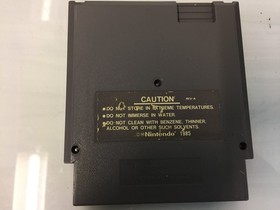 CAUTION
•DO NOT STORE IN EXTREME TEMPERATURES.
•DO NOT IMMERSE IN WATER.
•DO NOT CLEAN WITH BENZENE, THINNER,
ALCOHOL OR OTHER SUCH SOLVENTS.
Nintendo 1985